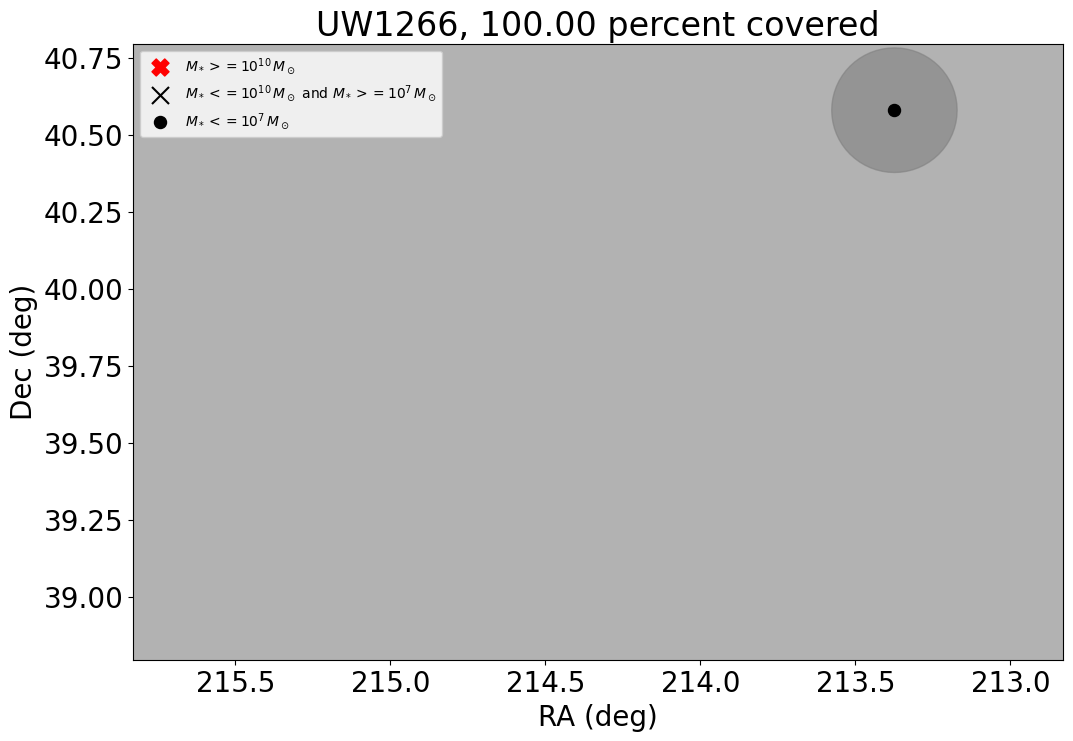 UW1266, 100.00 percent covered
M* >= 10^10 M⊙
M* <= 10^10 M⊙ and M* >= 10^7 M⊙
M* <= 10^7 M⊙
40.75
40.50
40.25
40.00
39.75
39.50
39.25
39.00
Dec (deg)
215.5 215.0 214.5 214.0 213.5 213.0
RA (deg)